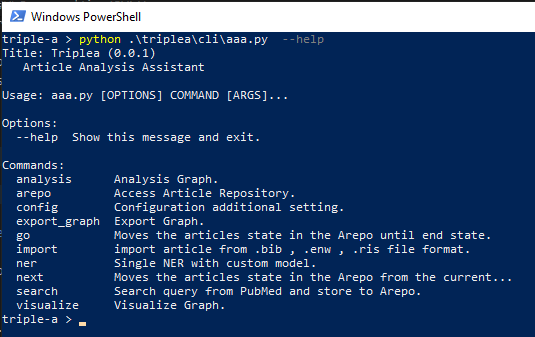 Windows PowerShell
triple-a > python .\triplea\cli\aaa.py  --help
Title: Triplea (0.0.1)
  Article Analysis Assistant
Usage: aaa.py [OPTIONS] COMMAND [ARGS]...
Options:
  --help  Show this message and exit.
Commands:
  analysis      Analysis Graph.
  arepo         Access Article Repository.
  config        Configuration additional setting.
  export_graph  Export Graph.
  go            Moves the articles state in the Arepo until end state.
  import        import article from .bib , .enw , .ris file format.
  ner           Single NER with custom model.
  next          Moves the articles state in the Arepo from the current...
  search        Search query from PubMed and store to Arepo.
  visualize     Visualize Graph.
triple-a >